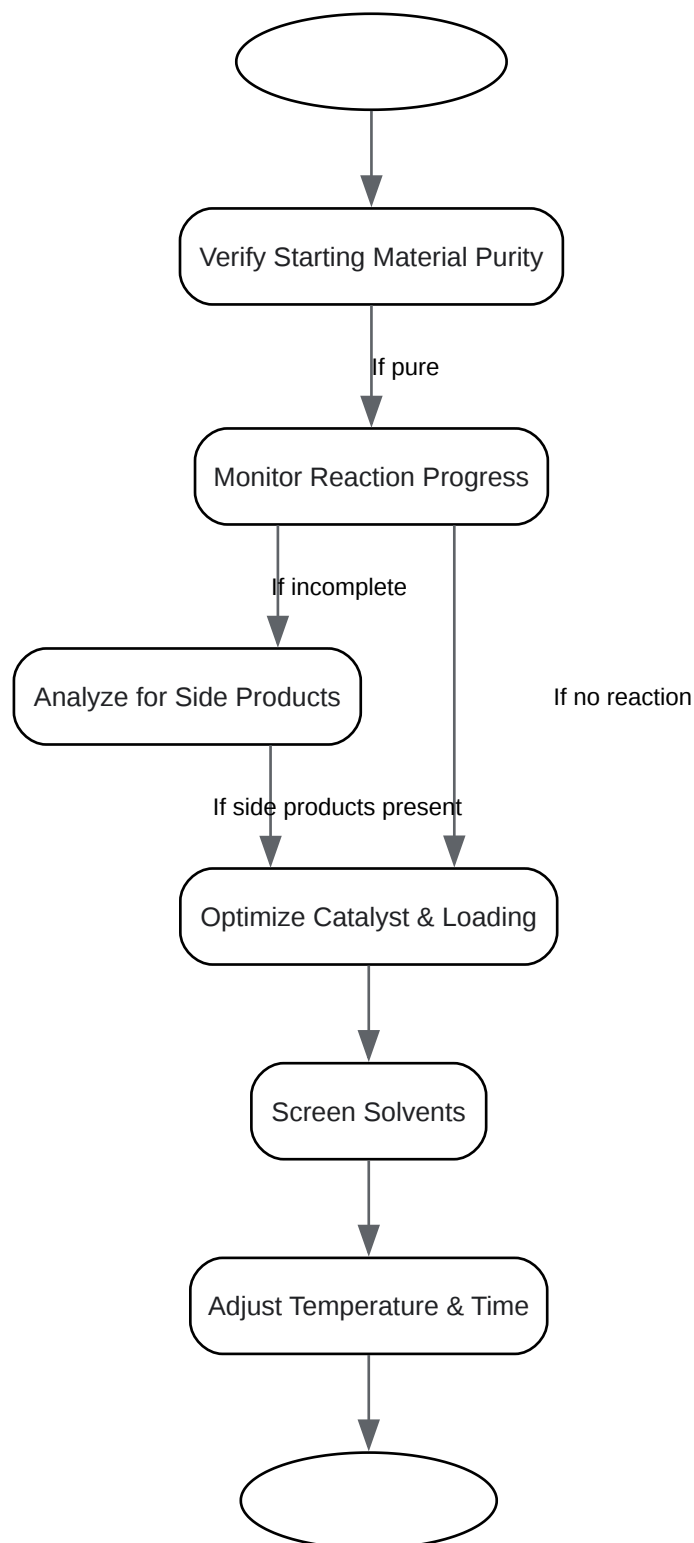 Verify Starting Material Purity
If pure
Monitor Reaction Progress
If incomplete
Analyze for Side Products
If no reaction
If side products present
Optimize Catalyst & Loading
Screen Solvents
Adjust Temperature & Time